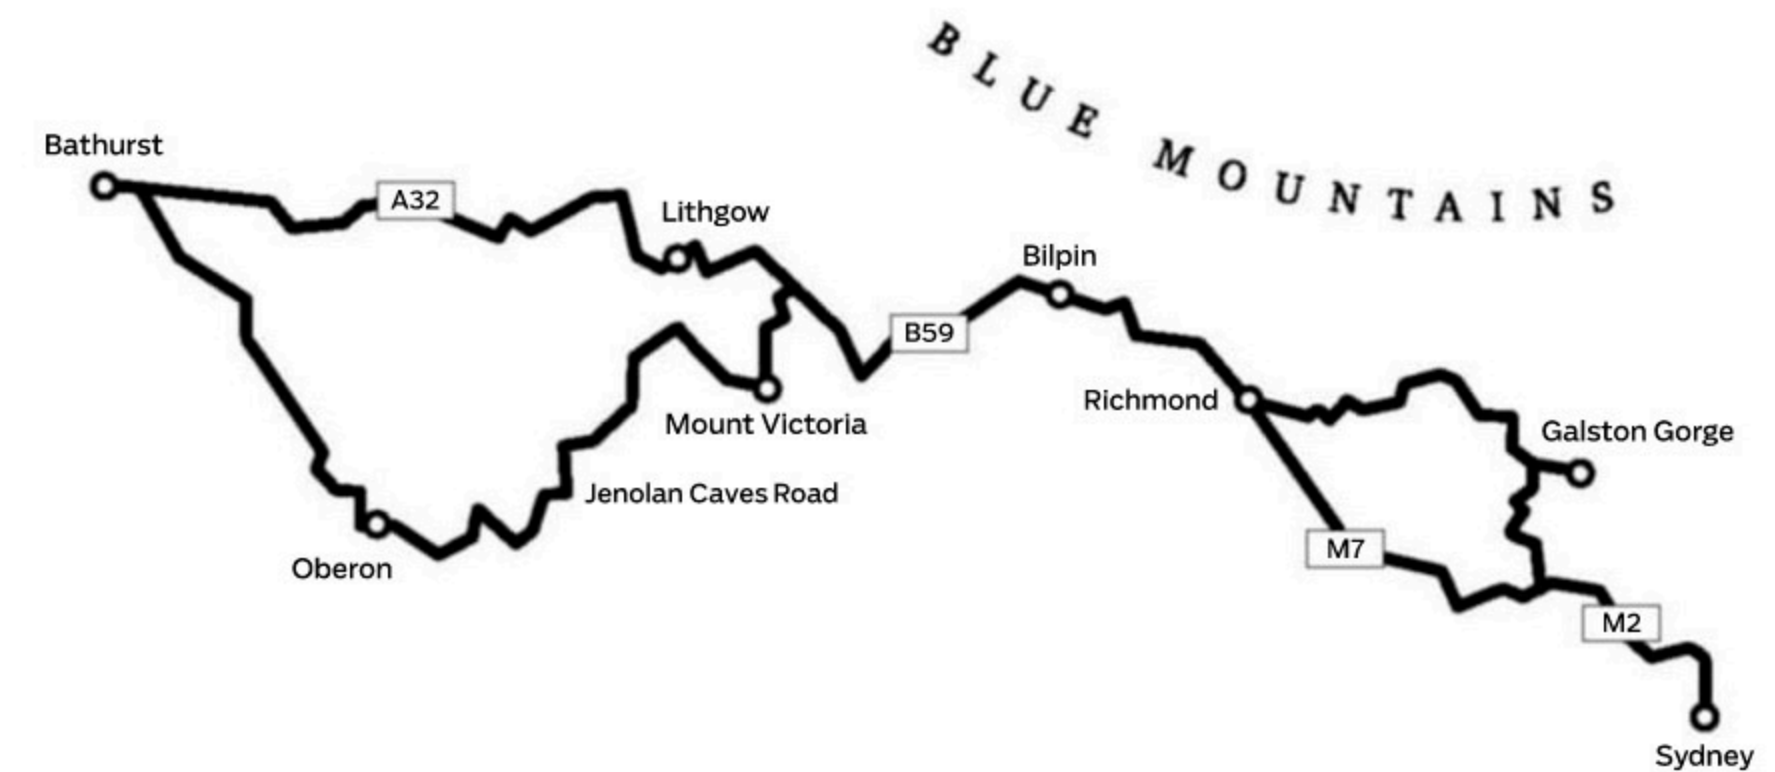 BLUE MOUNTAINS
Bathurst
A32
Lithgow
Bilpin
B59
Richmond
Mount Victoria
Galston Gorge
Jenolan Caves Road
M7
Oberon
M2
Sydney